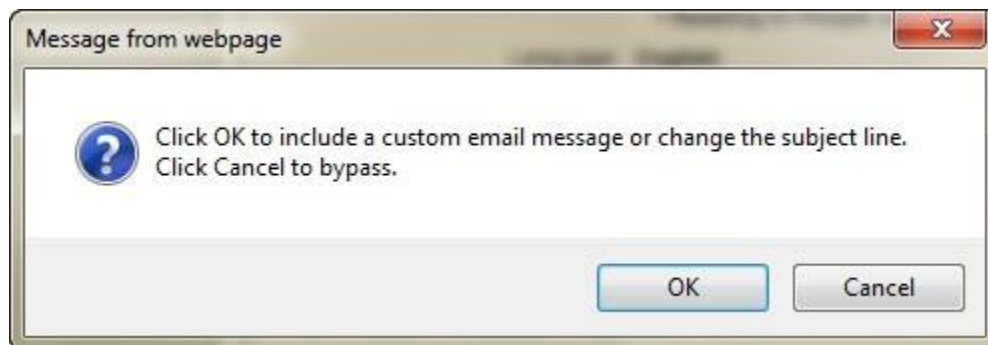 Message from webpage
Click OK to include a custom email message or change the subject line.
Click Cancel to bypass.
OK
Cancel